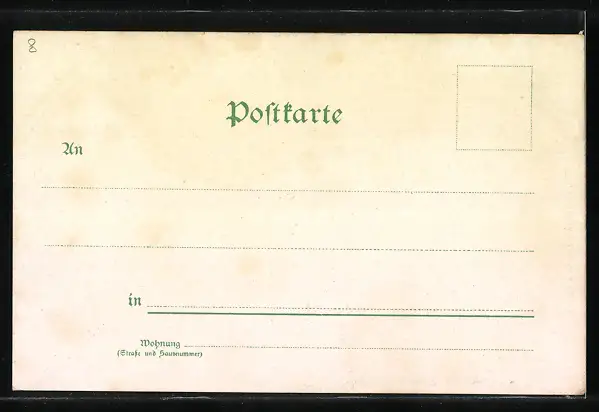 8
Postkarte
An
in
Wohnung
(Straße und Hausnummer)